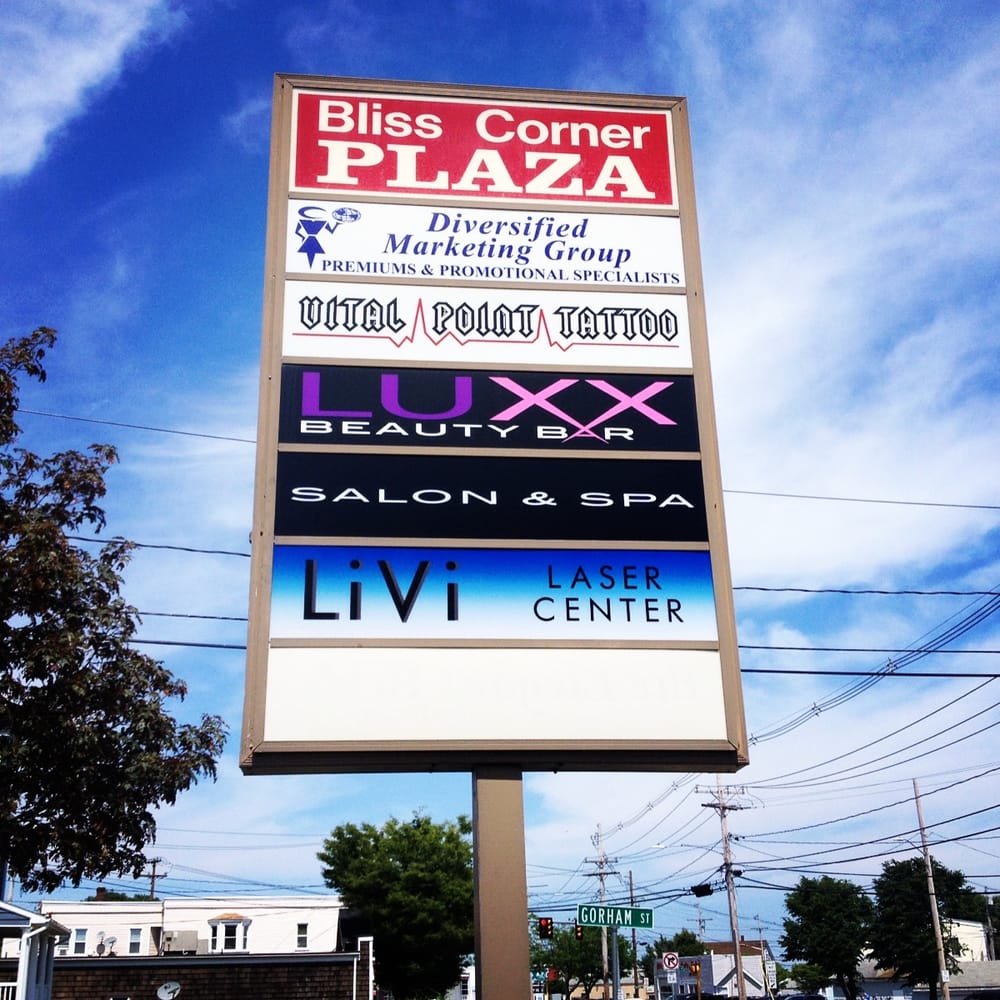 Bliss Corner
PLAZA
Diversified
Marketing Group
PREMIUMS & PROMOTIONAL SPECIALISTS
VITAL POINT TATTOO
LUXX
BEAUTY BAR
SALON & SPA
LiVi LASER
CENTER
GORHAM ST